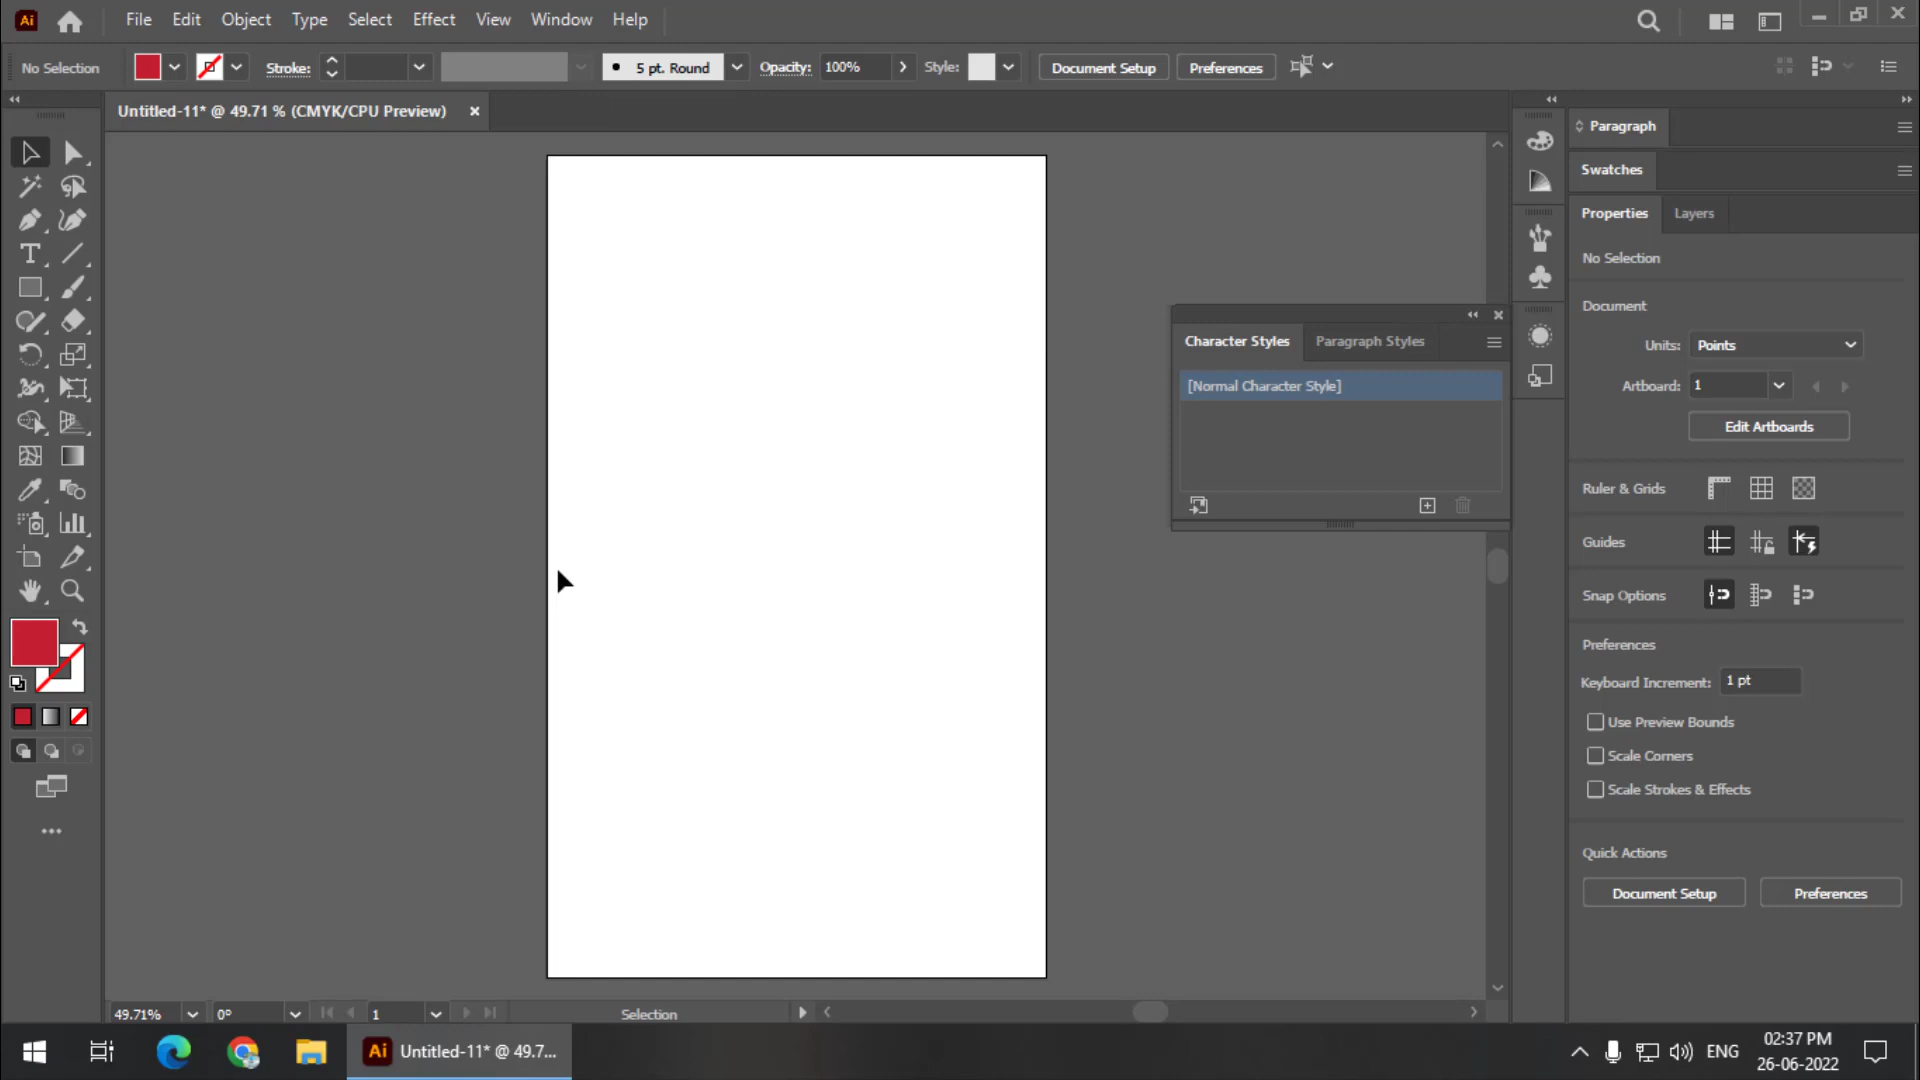 Ai File Edit Object Type Select Effect View Window Help
No Selection Stroke: 5 pt. Round Opacity: 100% Style: Document Setup Preferences
Untitled-11* @ 49.71 % (CMYK/CPU Preview)
Paragraph
Swatches
Properties Layers
No Selection
Document
Units: Points
Artboard: 1
Edit Artboards
Ruler & Grids
Guides
Snap Options
Preferences
Keyboard Increment: 1 pt
Use Preview Bounds
Scale Corners
Scale Strokes & Effects
Quick Actions
Document Setup Preferences
Character Styles Paragraph Styles
[Normal Character Style]
49.71% 0° 1 Selection
Ai Untitled-11* @ 49.7...
ENG
02:37 PM
26-06-2022